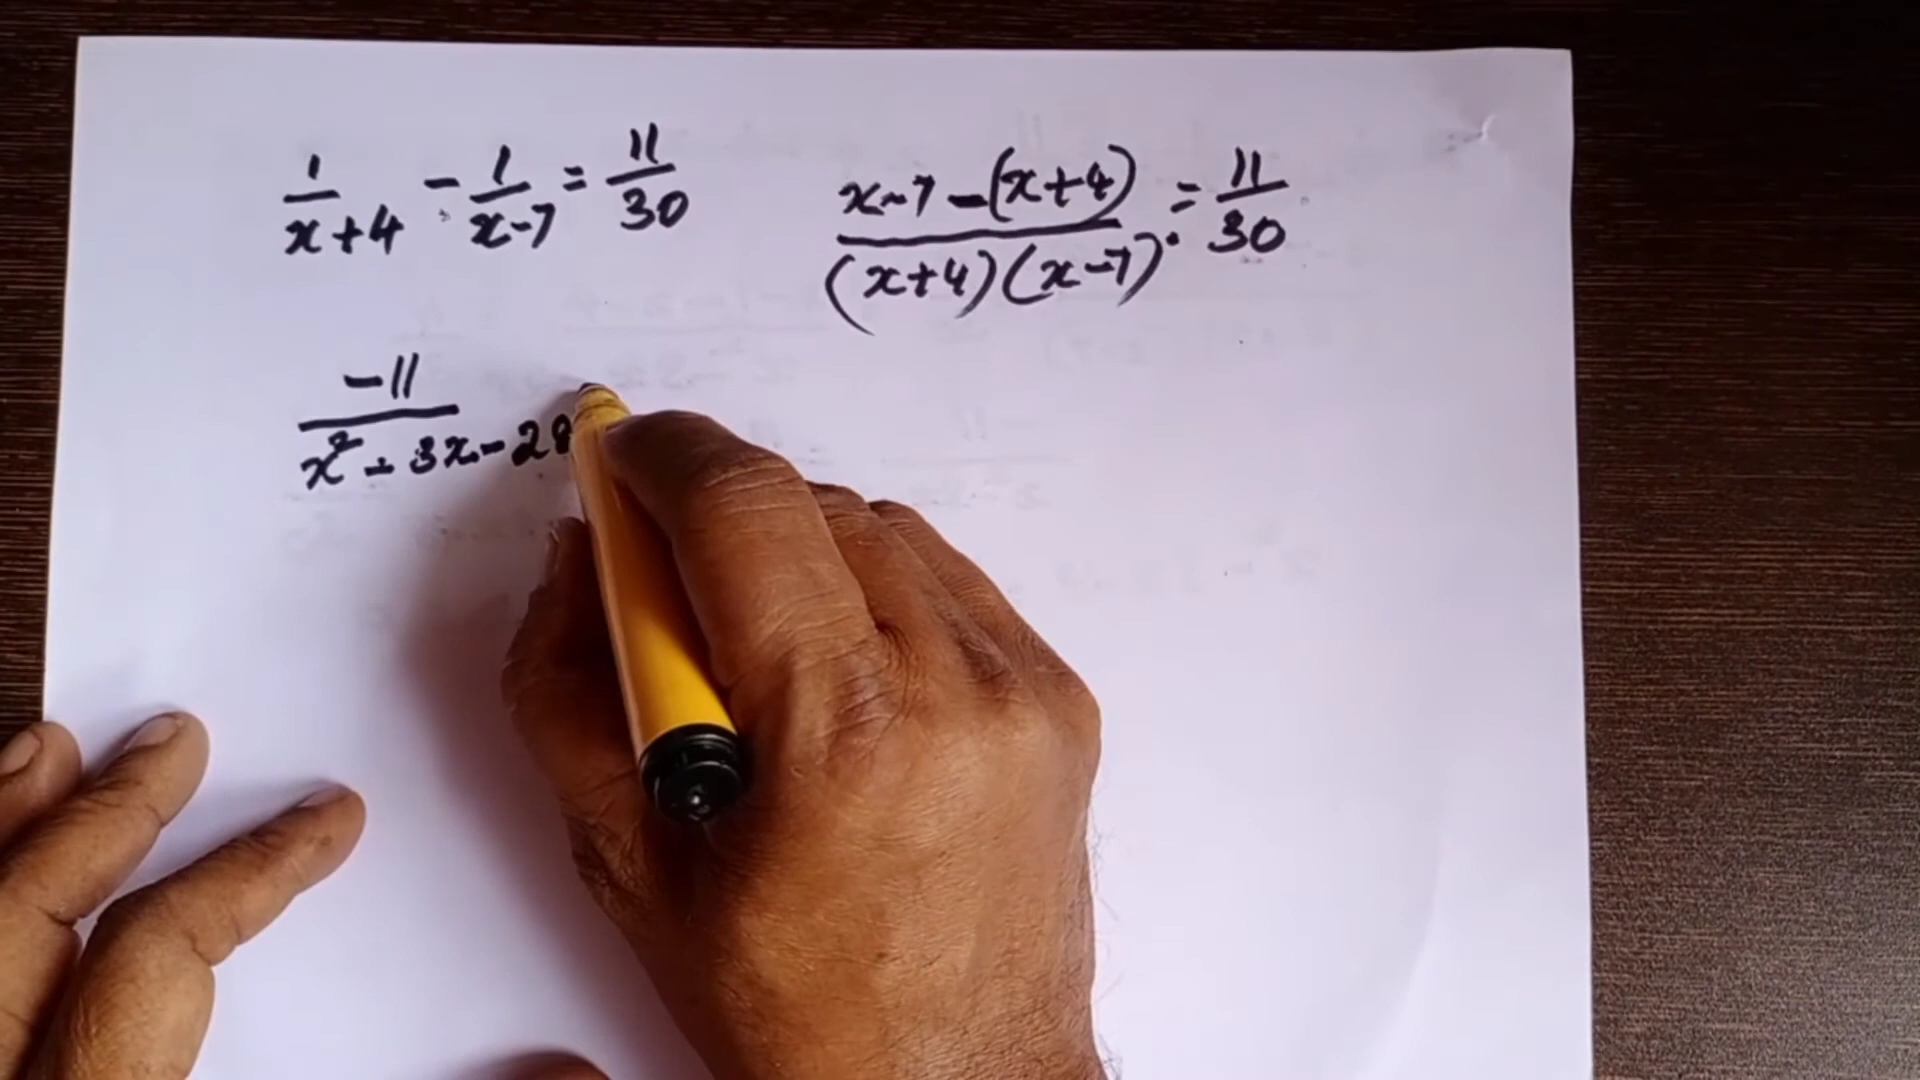 1/(x+4) - 1/(x-7) = 11/30
(x-7-(x+4))/((x+4)(x-7)) = 11/30
-11/(x²-3x-28